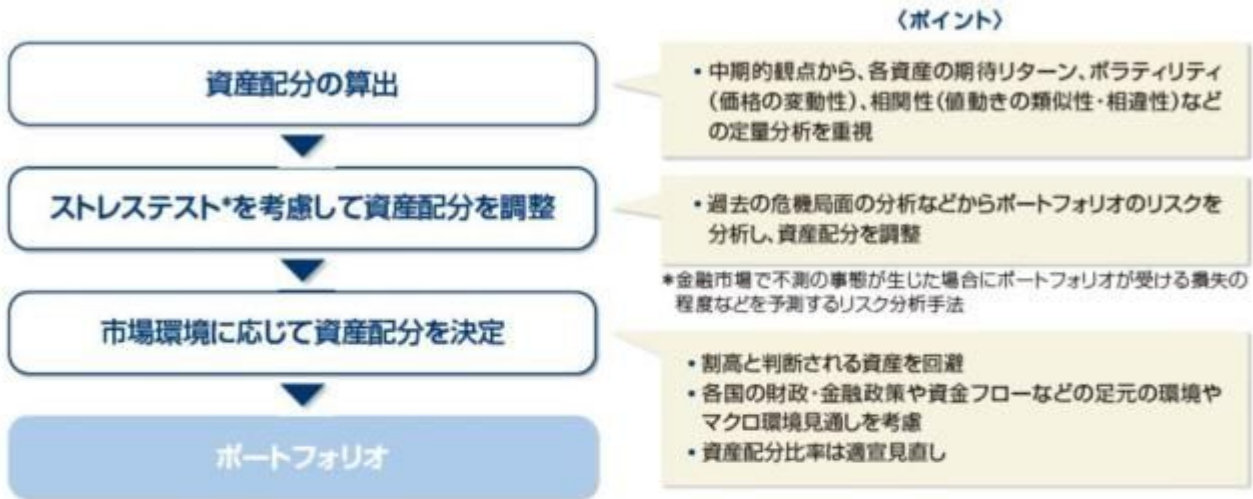 〈ポイント〉
資産配分の算出
・中期的観点から、各資産の期待リターン、ボラティリティ
(価格の変動性)、相関性(値動きの類似性・相違性)など
の定量分析を重視
ストレステスト*を考慮して資産配分を調整
・過去の危機局面の分析などからポートフォリオのリスクを
分析し、資産配分を調整
*金融市場で不測の事態が生じた場合にポートフォリオが受ける損失の
程度などを予測するリスク分析手法
市場環境に応じて資産配分を決定
・割高と判断される資産を回避
・各国の財政・金融政策や資金フローなどの足元の環境や
マクロ環境見通しを考慮
・資産配分比率は適宜見直し
ポートフォリオ